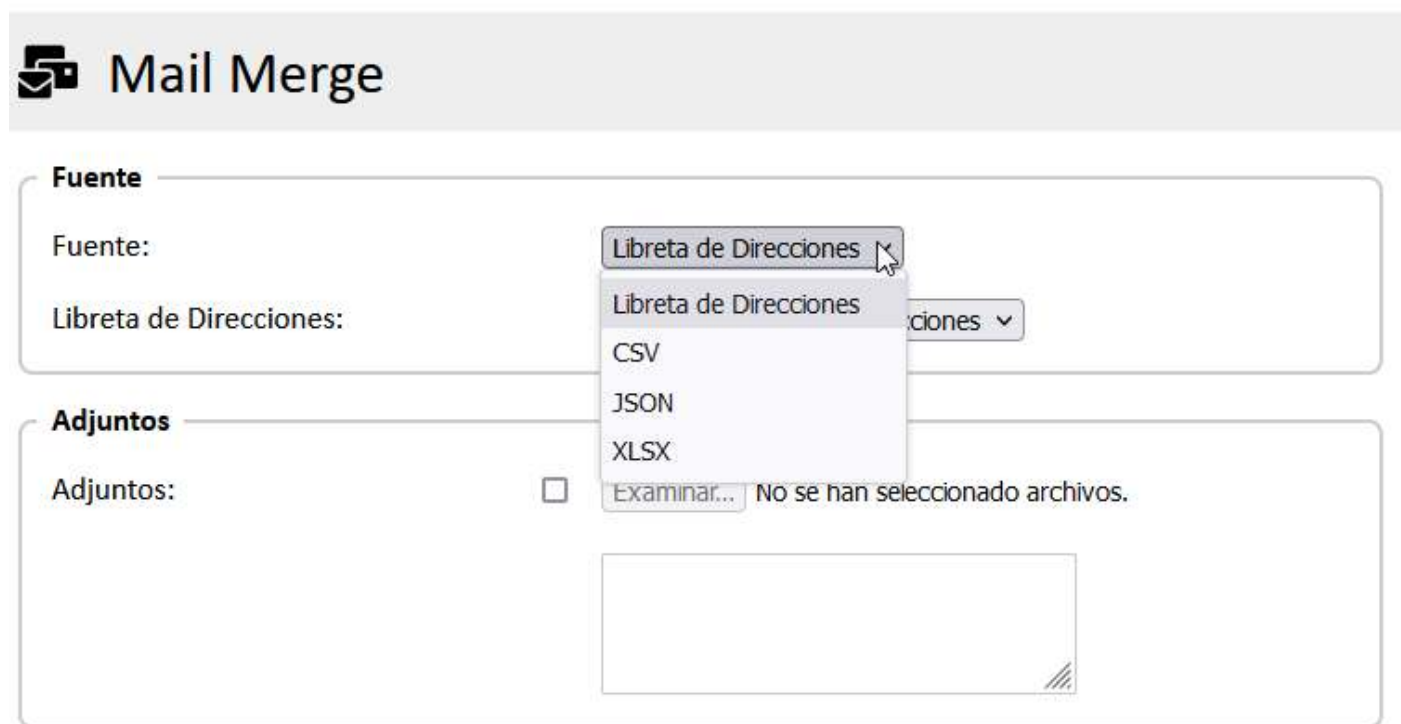 Mail Merge
Fuente
Fuente:
Libreta de Direcciones
Libreta de Direcciones
Libreta de Direcciones:
ciones
CSV
JSON
XLSX
Adjuntos
Adjuntos:
Examinar... No se han seleccionado archivos.